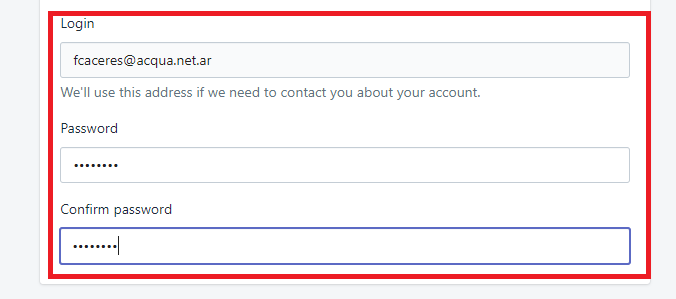 Login
fcaceres@acqua.net.ar
We'll use this address if we need to contact you about your account.
Password
••••••••
Confirm password
••••••••